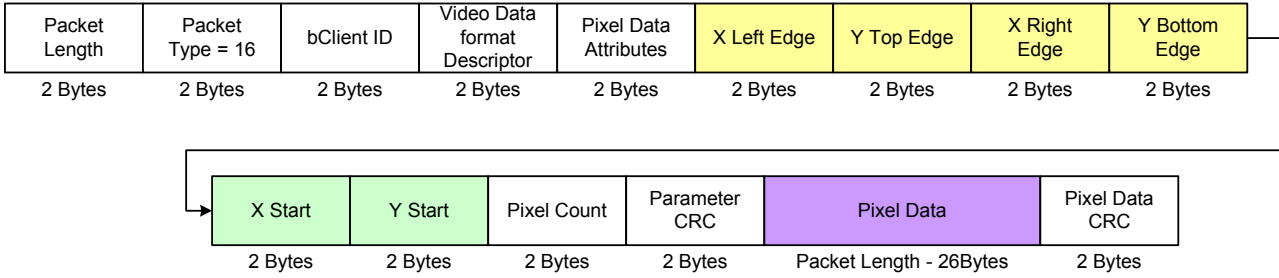 Packet
Length
Packet
Type = 16
bClient ID
Video Data
format
Descriptor
Pixel Data
Attributes
X Left Edge
Y Top Edge
X Right
Edge
Y Bottom
Edge
2 Bytes
2 Bytes
2 Bytes
2 Bytes
2 Bytes
2 Bytes
2 Bytes
2 Bytes
2 Bytes
X Start
Y Start
Pixel Count
Parameter
CRC
Pixel Data
Pixel Data
CRC
2 Bytes
2 Bytes
2 Bytes
2 Bytes
Packet Length - 26Bytes
2 Bytes